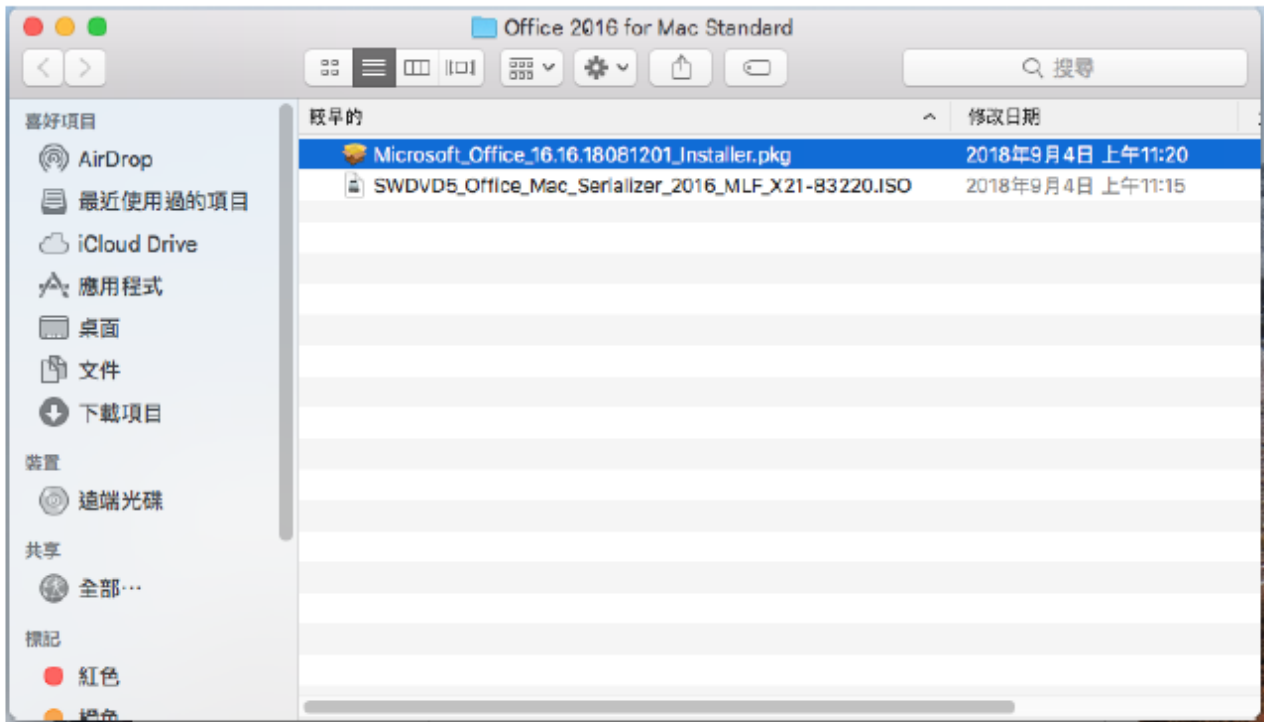 Office 2016 for Mac Standard
搜尋
喜好項目
AirDrop
最近使用過的項目
iCloud Drive
應用程式
桌面
文件
下載項目
裝置
遠端光碟
共享
全部⋯
標記
紅色
橙色
較早的
修改日期
Microsoft_Office_16.16.18081201_Installer.pkg
2018年9月4日 上午11:20
SWDVD5_Office_Mac_Serializer_2016_MLF_X21-83220.ISO
2018年9月4日 上午11:15